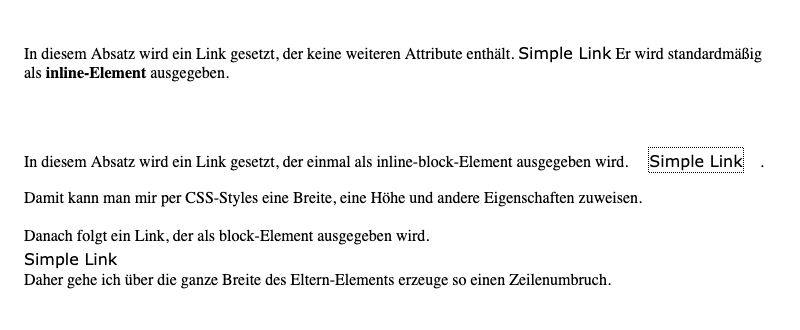 In diesem Absatz wird ein Link gesetzt, der keine weiteren Attribute enthält. Simple Link Er wird standardmäßig
als inline-Element ausgegeben.
In diesem Absatz wird ein Link gesetzt, der einmal als inline-block-Element ausgegeben wird. Simple Link .
Damit kann man mir per CSS-Styles eine Breite, eine Höhe und andere Eigenschaften zuweisen.
Danach folgt ein Link, der als block-Element ausgegeben wird.
Simple Link
Daher gehe ich über die ganze Breite des Eltern-Elements erzeuge so einen Zeilenumbruch.